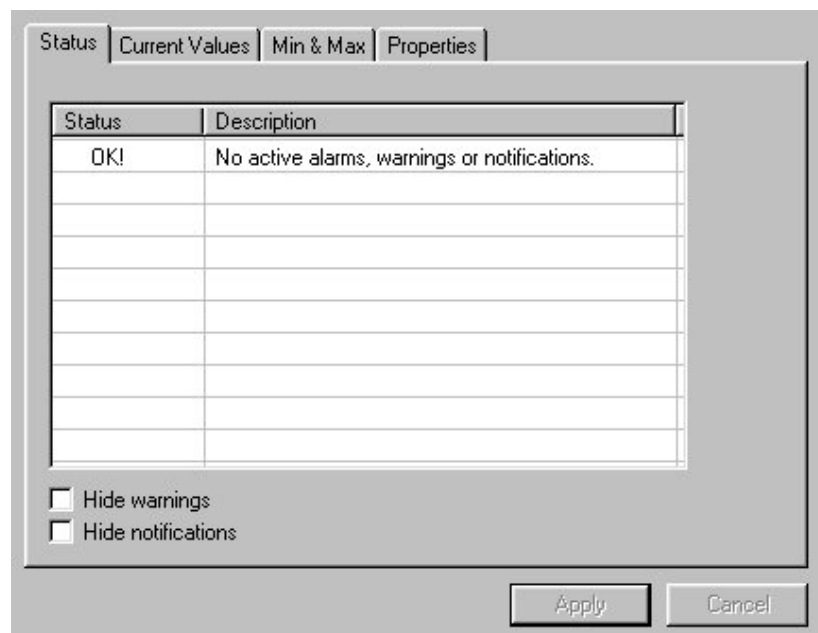 Status Current Values Min & Max Properties
Status Description
OK! No active alarms, warnings or notifications.
Hide warnings
Hide notifications
Apply Cancel